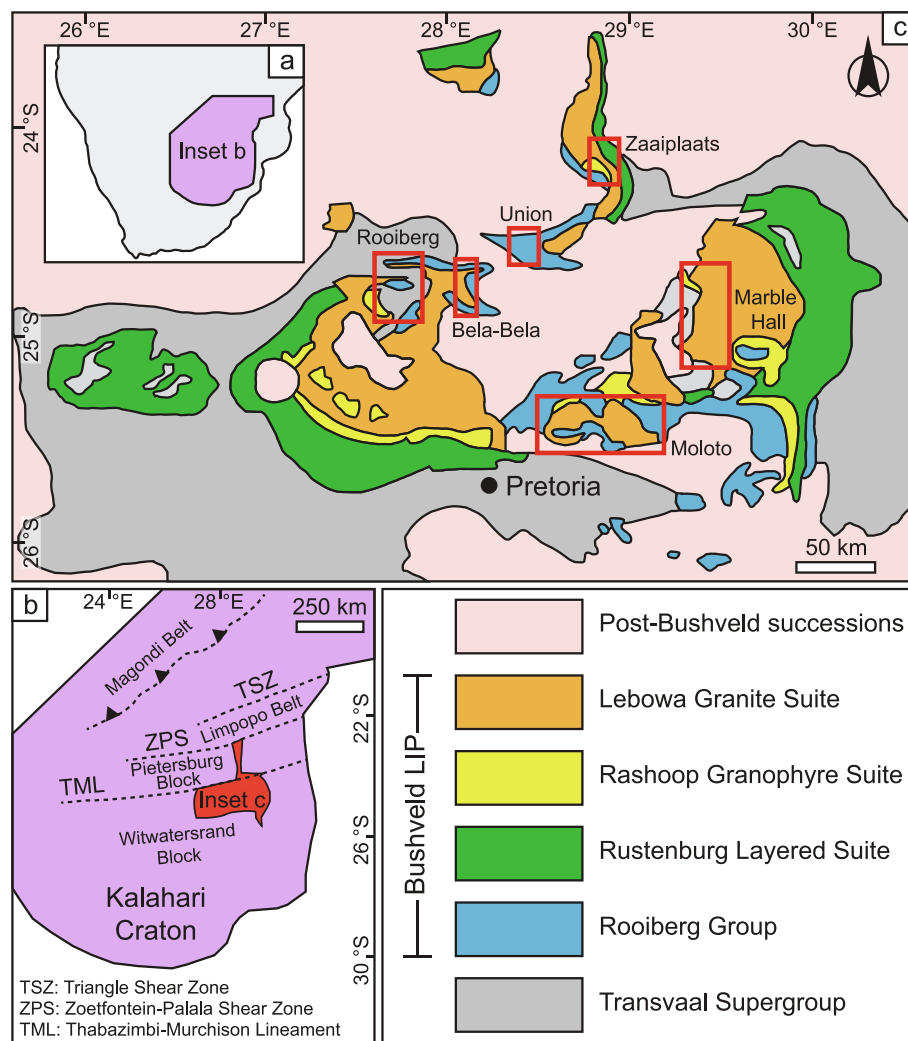 26°E 27°E 28°E 29°E 30°E c
a
Inset b
24°S
25°S
26°S
Zaaiplaats
Union
Rooiberg
Bela-Bela
Marble
Hall
Moloto
Pretoria
50 km
b
24°E 28°E 250 km
Magondi Belt
TSZ
Limpopo Belt
ZPS
Pietersburg
Block
TML
Inset c
Witwatersrand
Block
Kalahari
Craton
22°S
26°S
30°S
TSZ: Triangle Shear Zone
ZPS: Zoetfontein-Palala Shear Zone
TML: Thabazimbi-Murchison Lineament
Bushveld LIP
Post-Bushveld successions
Lebowa Granite Suite
Rashoop Granophyre Suite
Rustenburg Layered Suite
Rooiberg Group
Transvaal Supergroup